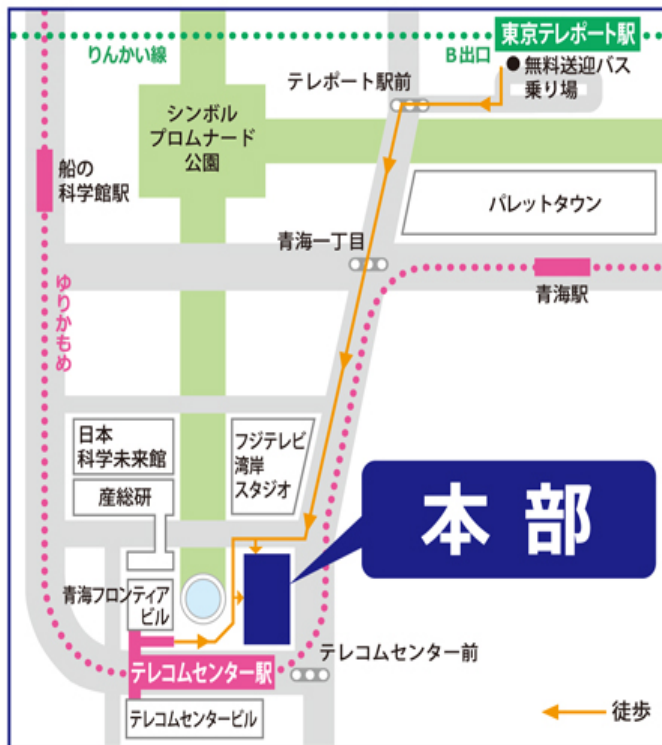 東京テレポート駅
りんかい線
B出口
●無料送迎バス
乗り場
テレポート駅前
シンボル
プロムナード
公園
船の
科学館駅
パレットタウン
青海一丁目
青海駅
ゆりかもめ
日本
科学未来館
フジテレビ
湾岸
スタジオ
産総研
本部
青海フロンティア
ビル
テレコムセンター前
テレコムセンター駅
テレコムセンタービル
徒歩